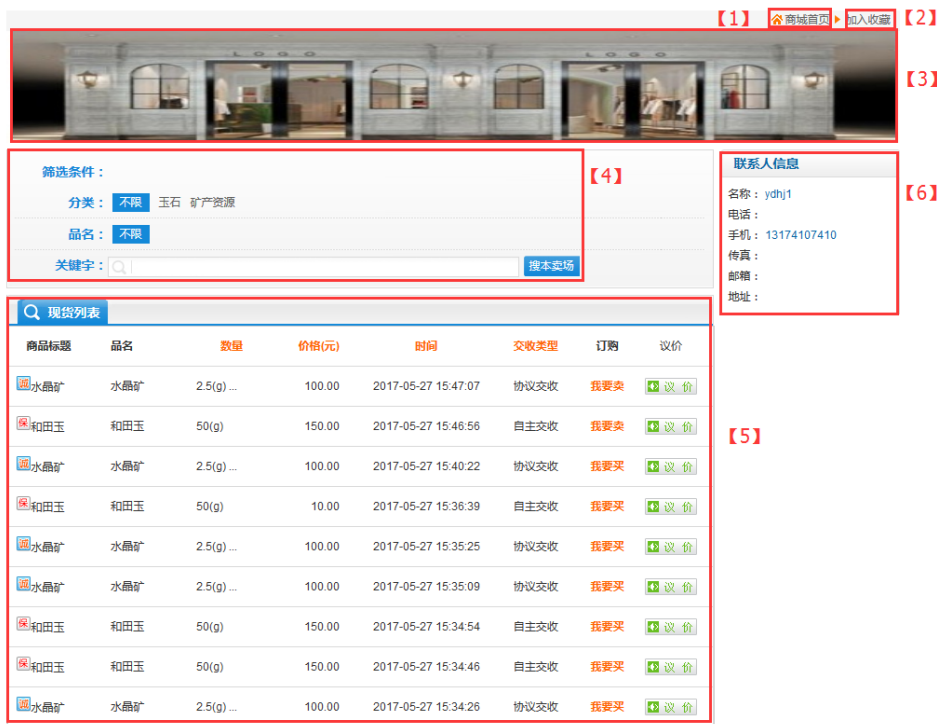 【1】 商城首页 加入收藏 【2】
LOGO LOGO
【3】
筛选条件：
【4】
分类： 不限 玉石 矿产资源
品名： 不限
关键字： 搜本卖场
联系人信息
【6】
名称： ydhj1
电话：
手机： 13174107410
传真：
邮箱：
地址：
现货列表
商品标题 品名 数量 价格(元) 时间 交收类型 订购 议价
诚 水晶矿 水晶矿 2.5(g) ... 100.00 2017-05-27 15:47:07 协议交收 我要卖 议 价
保 和田玉 和田玉 50(g) 150.00 2017-05-27 15:46:56 自主交收 我要卖 议 价
【5】
诚 水晶矿 水晶矿 2.5(g) ... 100.00 2017-05-27 15:40:22 协议交收 我要买 议 价
保 和田玉 和田玉 50(g) 10.00 2017-05-27 15:36:39 自主交收 我要买 议 价
诚 水晶矿 水晶矿 2.5(g) ... 100.00 2017-05-27 15:35:25 协议交收 我要买 议 价
诚 水晶矿 水晶矿 2.5(g) ... 100.00 2017-05-27 15:35:09 协议交收 我要买 议 价
保 和田玉 和田玉 50(g) 150.00 2017-05-27 15:34:54 自主交收 我要买 议 价
保 和田玉 和田玉 50(g) 150.00 2017-05-27 15:34:46 自主交收 我要买 议 价
诚 水晶矿 水晶矿 2.5(g) ... 100.00 2017-05-27 15:34:26 协议交收 我要买 议 价